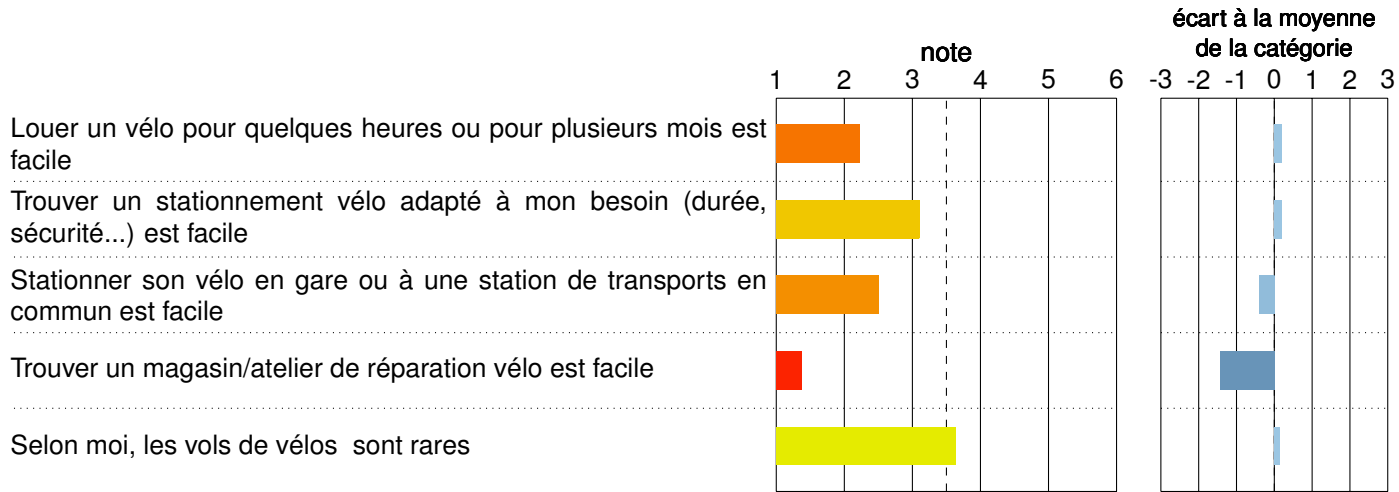 écart à la moyenne
note de la catégorie
1 2 3 4 5 6 -3 -2 -1 0 1 2 3
Louer un vélo pour quelques heures ou pour plusieurs mois est
facile
Trouver un stationnement vélo adapté à mon besoin (durée,
sécurité...) est facile
Stationner son vélo en gare ou à une station de transports en
commun est facile
Trouver un magasin/atelier de réparation vélo est facile
Selon moi, les vols de vélos sont rares